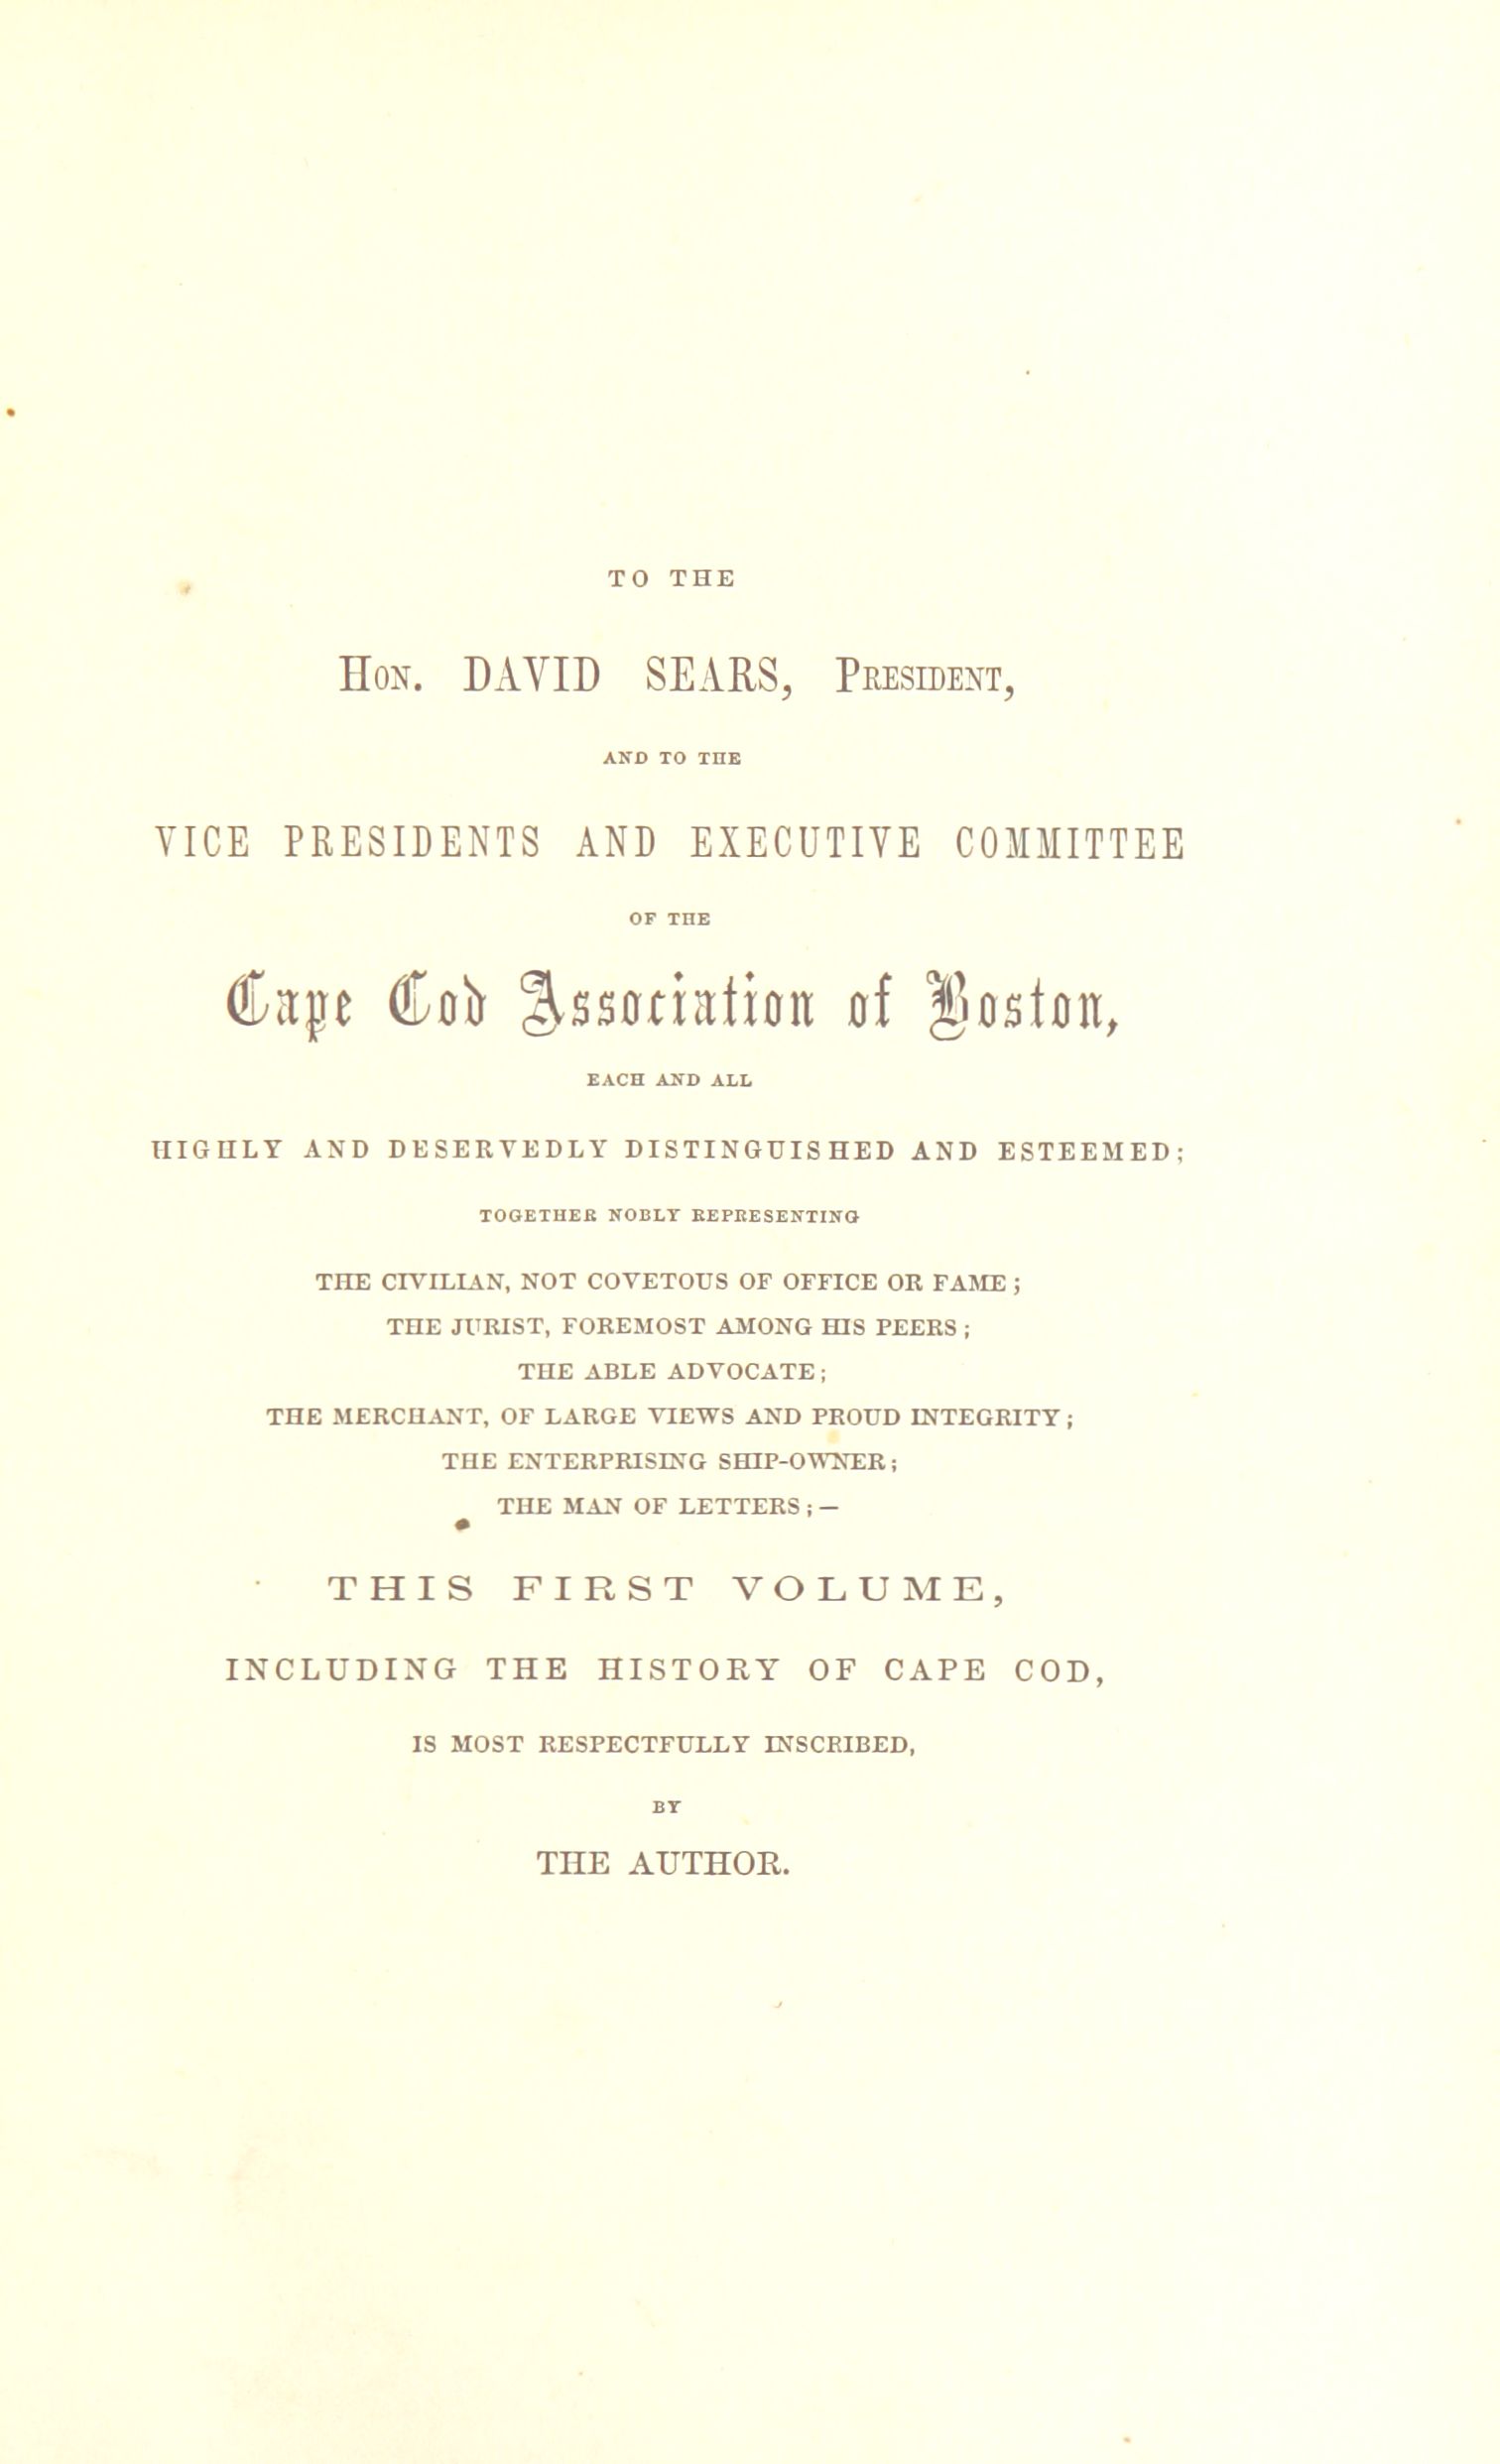 TO THE
HON. DAVID SEARS, PRESIDENT,
AND TO THE
VICE PRESIDENTS AND EXECUTIVE COMMITTEE
OF THE
Cape Cod Association of Boston,
EACH AND ALL
HIGHLY AND DESERVEDLY DISTINGUISHED AND ESTEEMED;
TOGETHER NOBLY REPRESENTING
THE CIVILIAN, NOT COVETOUS OF OFFICE OR FAME;
THE JURIST, FOREMOST AMONG HIS PEERS;
THE ABLE ADVOCATE;
THE MERCHANT, OF LARGE VIEWS AND PROUD INTEGRITY;
THE ENTERPRISING SHIP-OWNER;
THE MAN OF LETTERS;—
THIS FIRST VOLUME,
INCLUDING THE HISTORY OF CAPE COD,
IS MOST RESPECTFULLY INSCRIBED,
BY
THE AUTHOR.